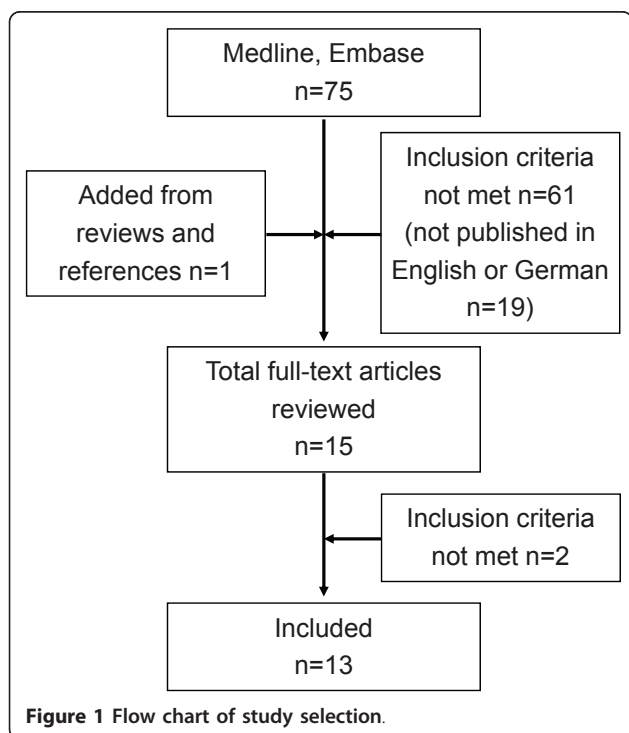 Medline, Embase
n=75
Added from
reviews and
references n=1
Inclusion criteria
not met n=61
(not published in
English or German
n=19)
Total full-text articles
reviewed
n=15
Inclusion criteria
not met n=2
Included
n=13
Figure 1 Flow chart of study selection.